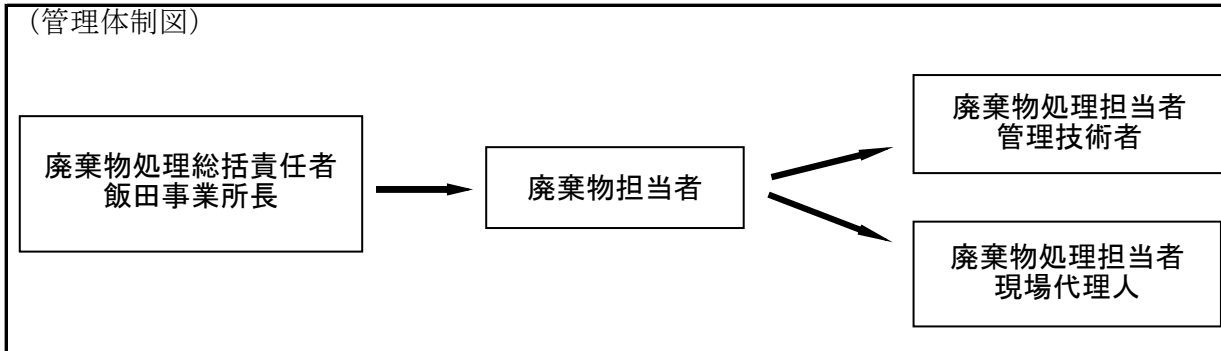 （管理体制図）
廃棄物処理総括責任者
飯田事業所長
廃棄物担当者
廃棄物処理担当者
管理技術者
廃棄物処理担当者
現場代理人